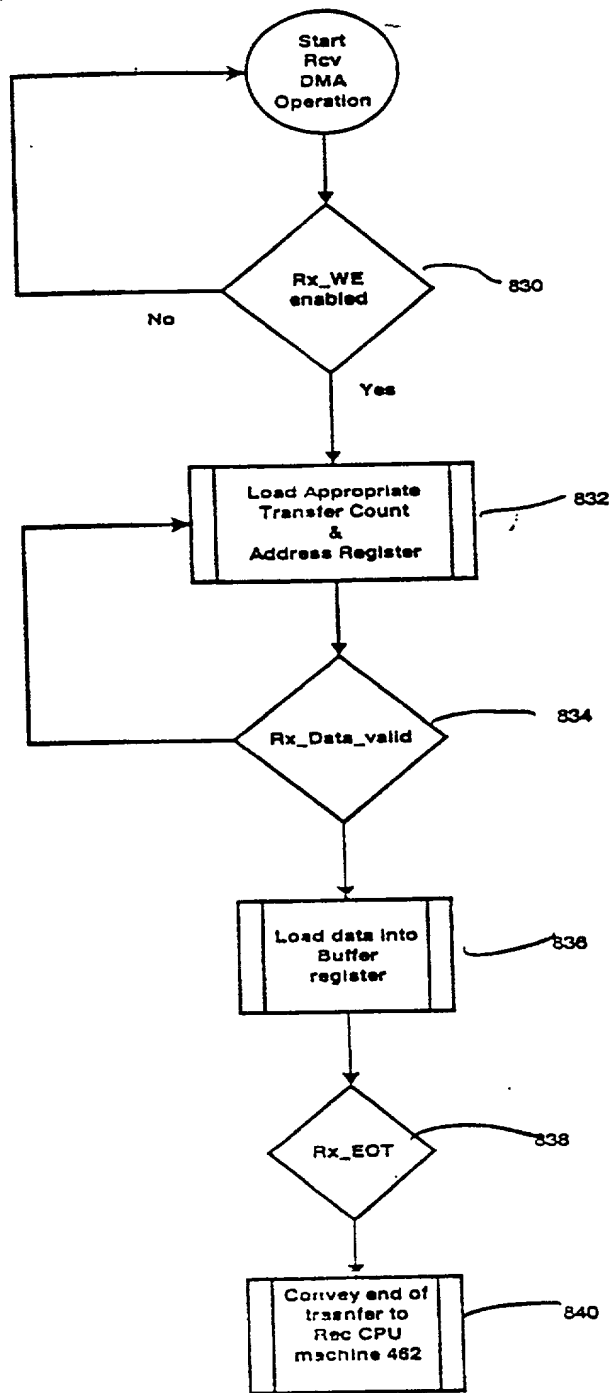 Start
Rcv
DMA
Operation
Rx_WE
enabled
830
No
Yes
Load Appropriate
Transfer Count
&
Address Register
832
Rx_Data_valid
834
Load data into
Buffer
register
836
Rx_EOT
838
Convey end of
trasnfer to
Rec CPU
machine 462
840